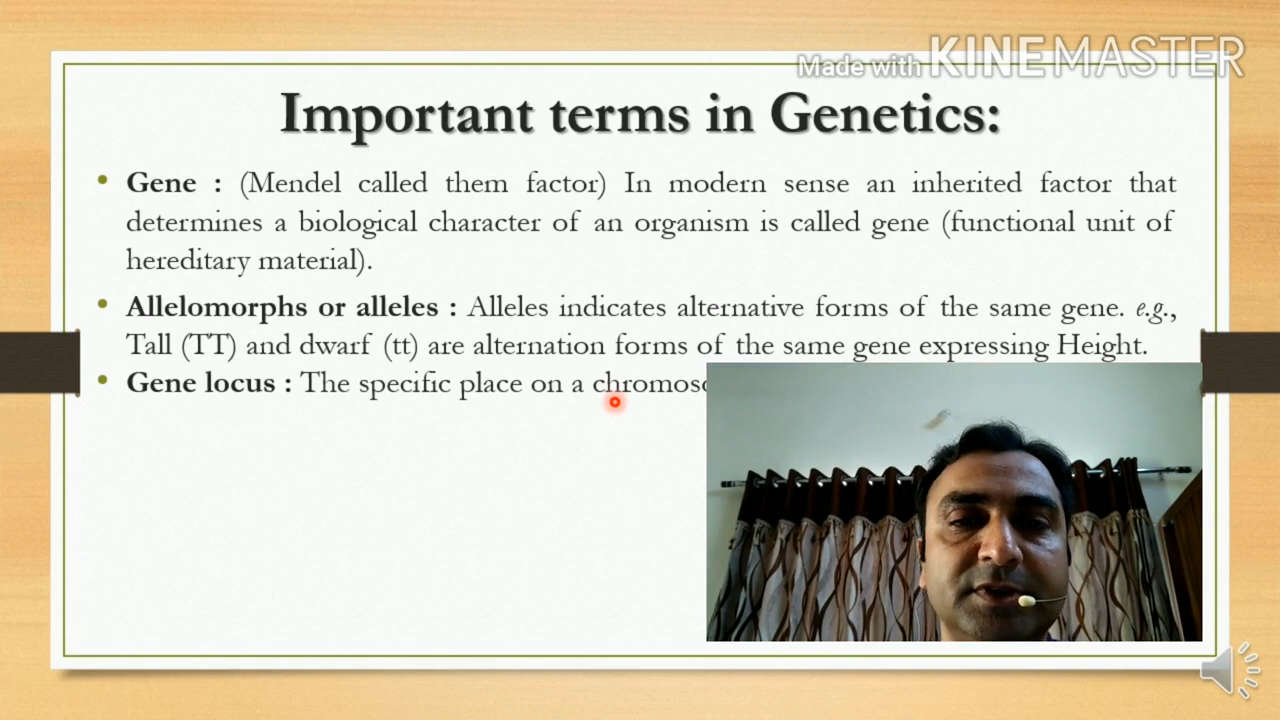 Made with KINEMASTER
Important terms in Genetics:
• Gene : (Mendel called them factor) In modern sense an inherited factor that
determines a biological character of an organism is called gene (functional unit of
hereditary material).
• Allelomorphs or alleles : Alleles indicates alternative forms of the same gene. e.g.,
Tall (TT) and dwarf (tt) are alternation forms of the same gene expressing Height.
• Gene locus : The specific place on a